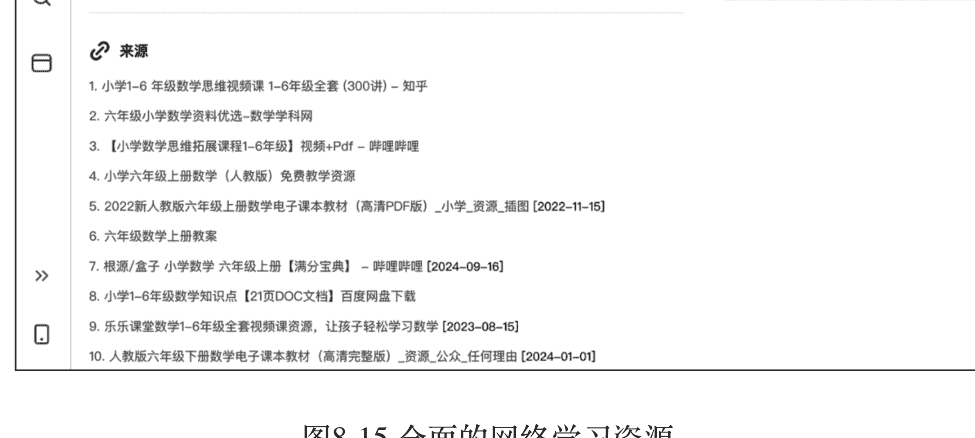 来源
1. 小学1-6 年级数学思维视频课 1-6年级全套 (300讲) - 知乎
2. 六年级小学数学资料优选-数学学科网
3. 【小学数学思维拓展课程1-6年级】视频+Pdf - 哔哩哔哩
4. 小学六年级上册数学（人教版）免费教学资源
5. 2022新人教版六年级上册数学电子课本教材（高清PDF版）_小学_资源_插图 [2022-11-15]
6. 六年级数学上册教案
7. 根源/盒子 小学数学 六年级上册【满分宝典】 - 哔哩哔哩 [2024-09-16]
8. 小学1-6年级数学知识点【21页DOC文档】百度网盘下载
9. 乐乐课堂数学1-6年级全套视频课资源，让孩子轻松学习数学 [2023-08-15]
10. 人教版六年级下册数学电子课本教材（高清完整版）_资源_公众_任何理由 [2024-01-01]
图8-15 全面的网络学习资源